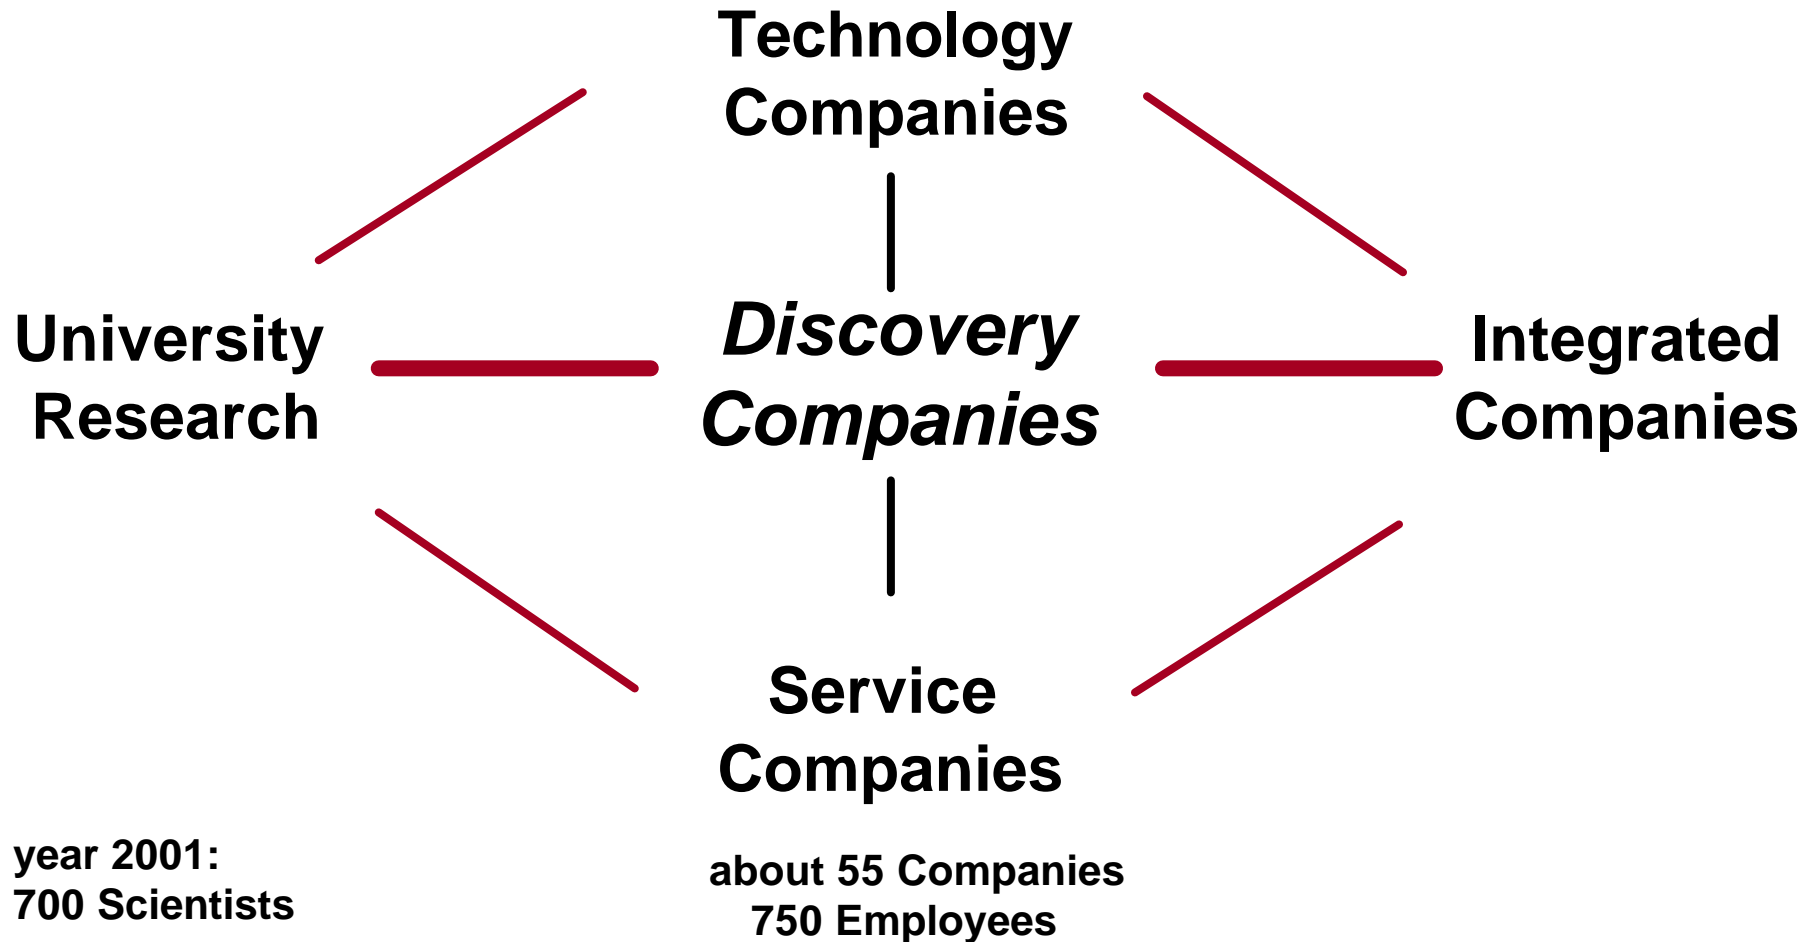 Technology
Companies
University
Research
Discovery
Companies
Integrated
Companies
Service
Companies
year 2001:
700 Scientists
about 55 Companies
750 Employees